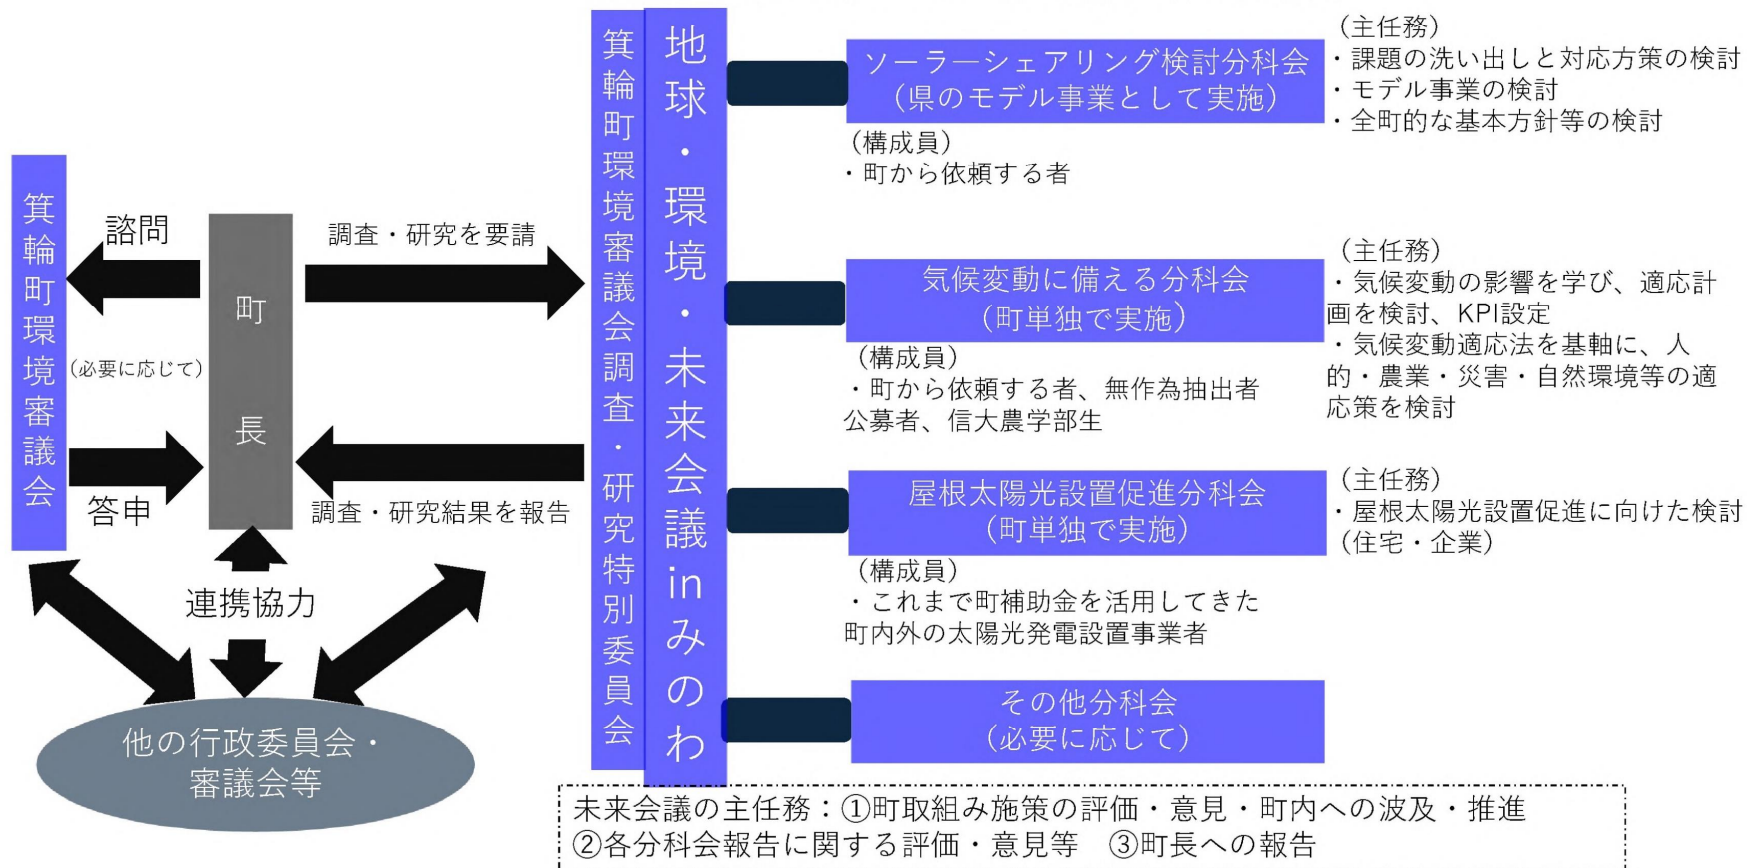 箕輪町環境審議会
諮問
(必要に応じて)
答申
町長
調査・研究を要請
調査・研究結果を報告
連携協力
他の行政委員会・
審議会等
箕輪町環境審議会調査・研究特別委員会
地球・環境・未来会議inみのわ
ソーラーシェアリング検討分科会
(県のモデル事業として実施)
(構成員)
・町から依頼する者
(主任務)
・課題の洗い出しと対応方策の検討
・モデル事業の検討
・全町的な基本方針等の検討
気候変動に備える分科会
(町単独で実施)
(構成員)
・町から依頼する者、無作為抽出者
公募者、信大農学部生
(主任務)
・気候変動の影響を学び、適応計
画を検討、KPI設定
・気候変動適応法を基軸に、人
的・農業・災害・自然環境等の適
応策を検討
屋根太陽光設置促進分科会
(町単独で実施)
(構成員)
・これまで町補助金を活用してきた
町内外の太陽光発電設置事業者
(主任務)
・屋根太陽光設置促進に向けた検討
(住宅・企業)
その他分科会
(必要に応じて)
未来会議の主任務：①町取組み施策の評価・意見・町内への波及・推進
②各分科会報告に関する評価・意見等　③町長への報告